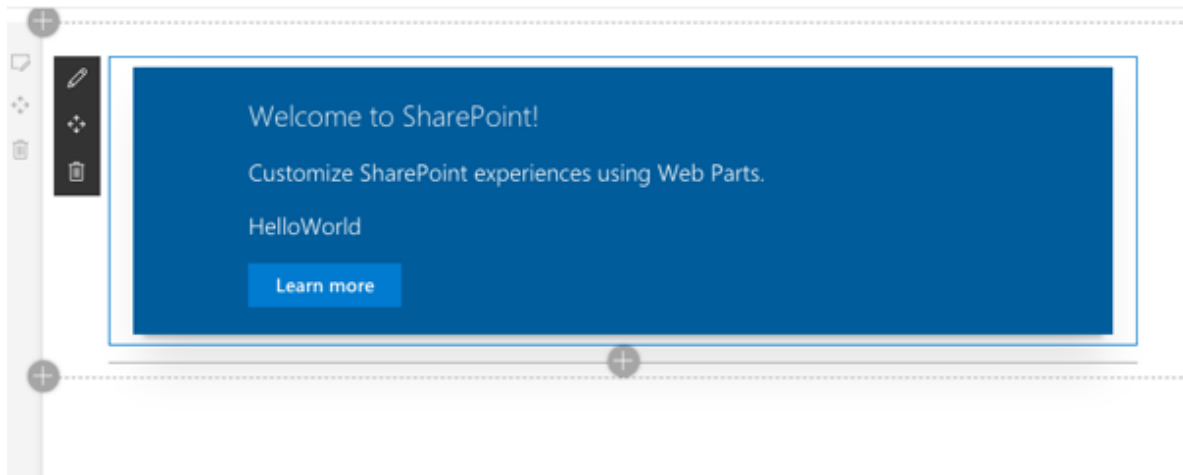 Welcome to SharePoint!
Customize SharePoint experiences using Web Parts.
HelloWorld
Learn more